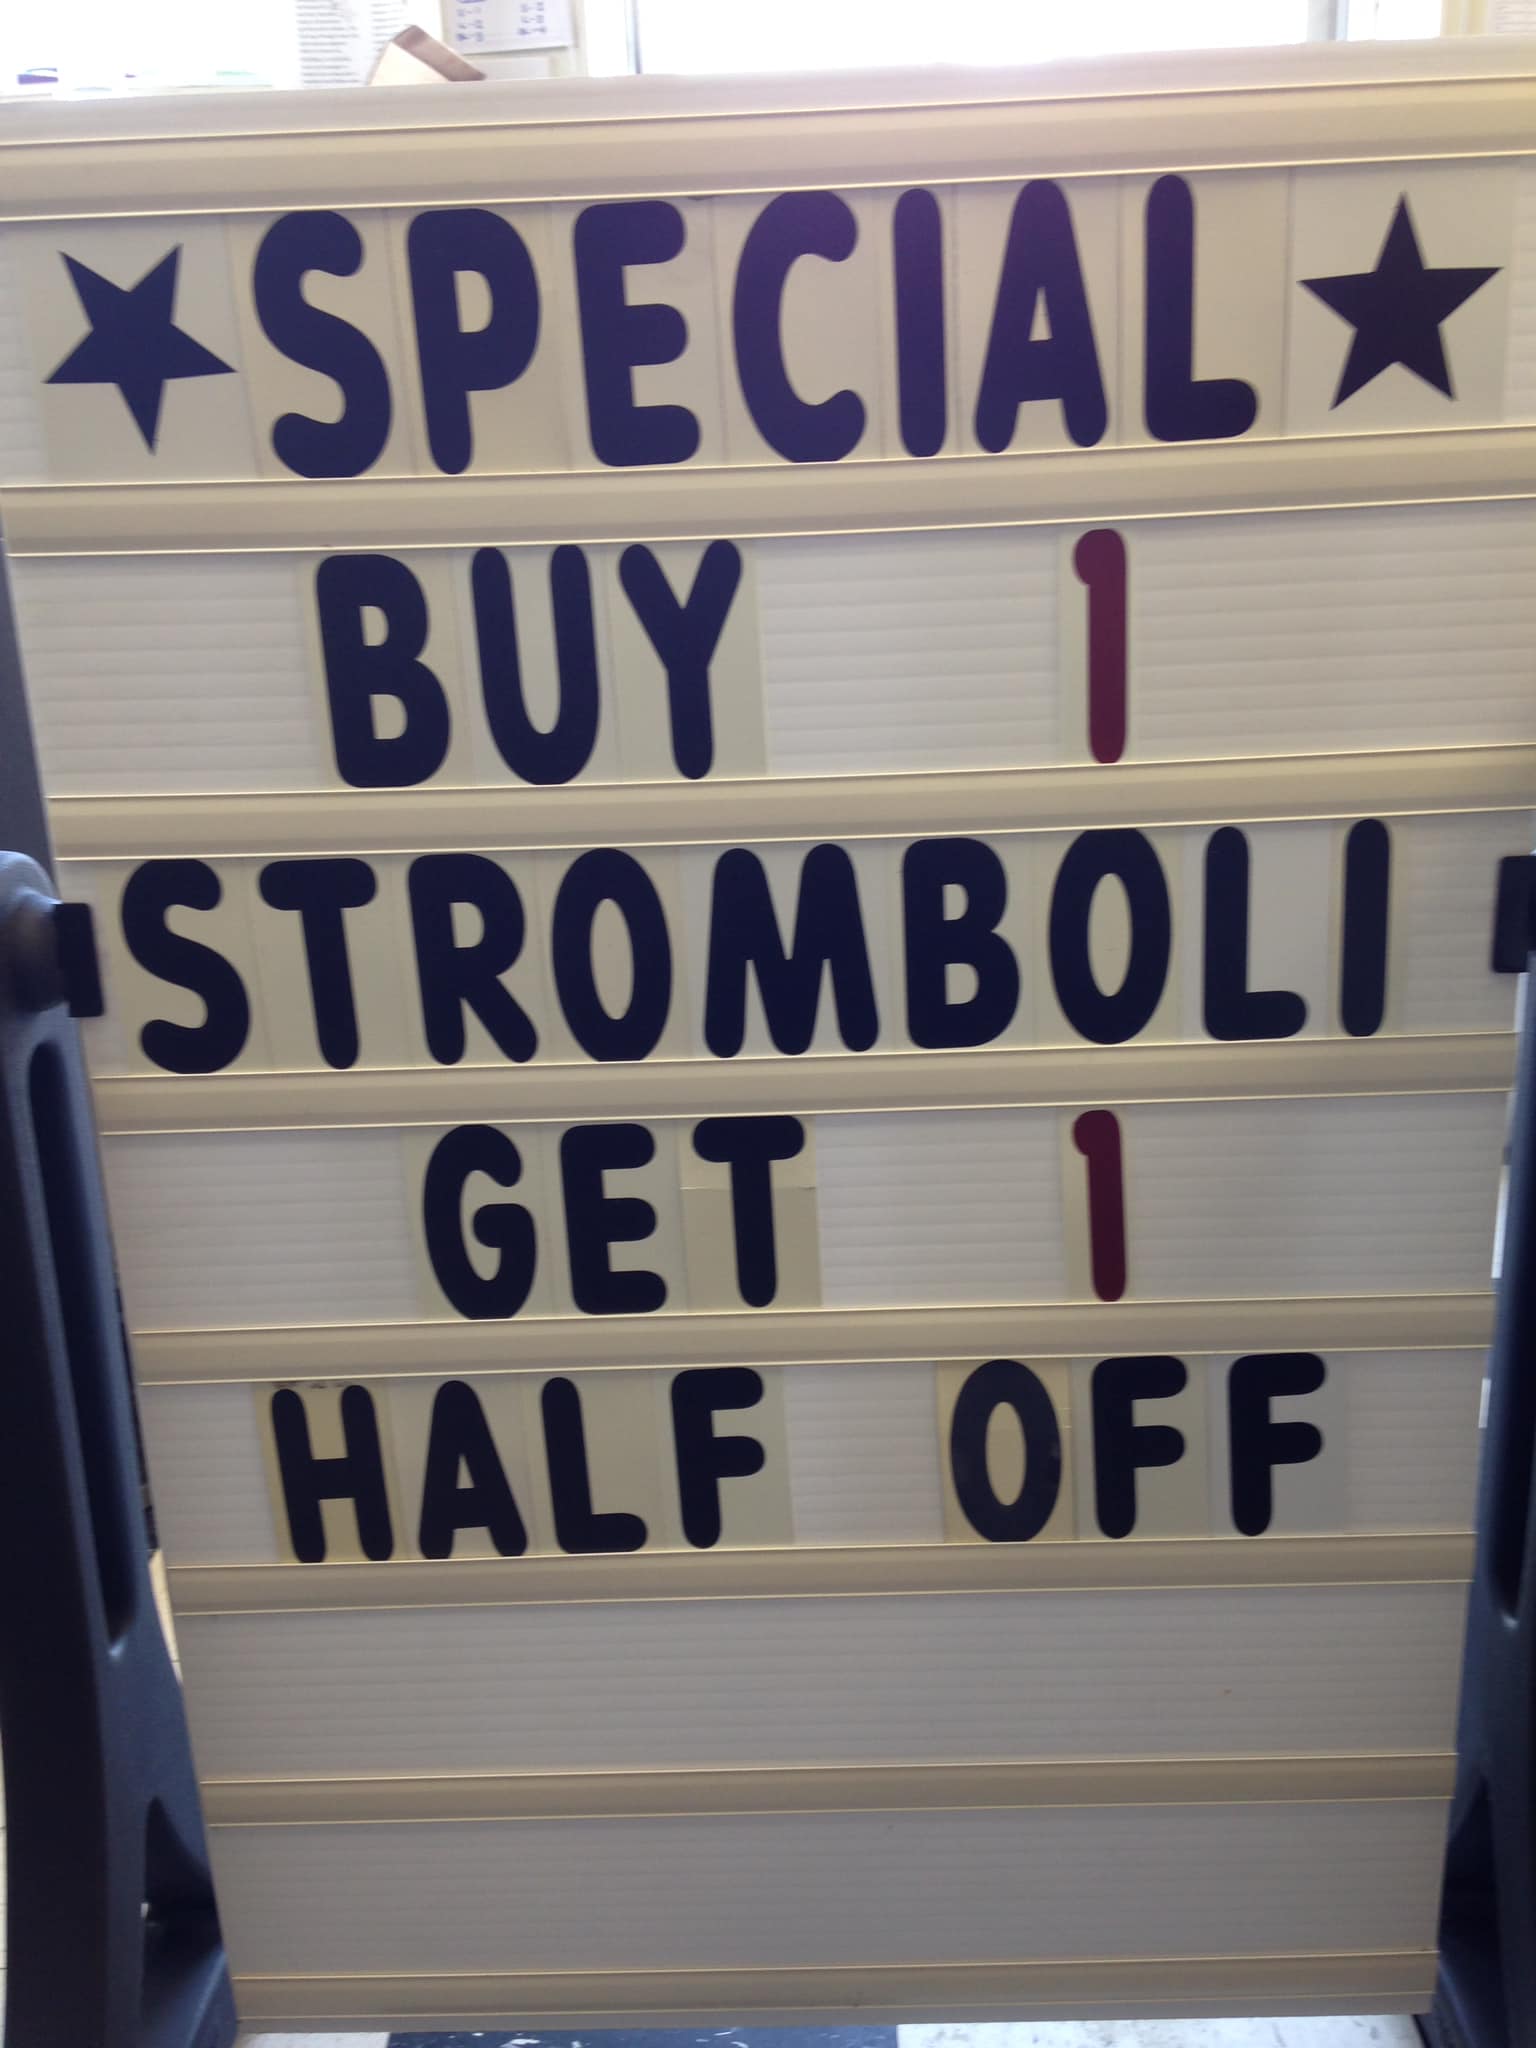 SPECIAL
BUY 1
STROMBOLI
GET 1
HALF OFF